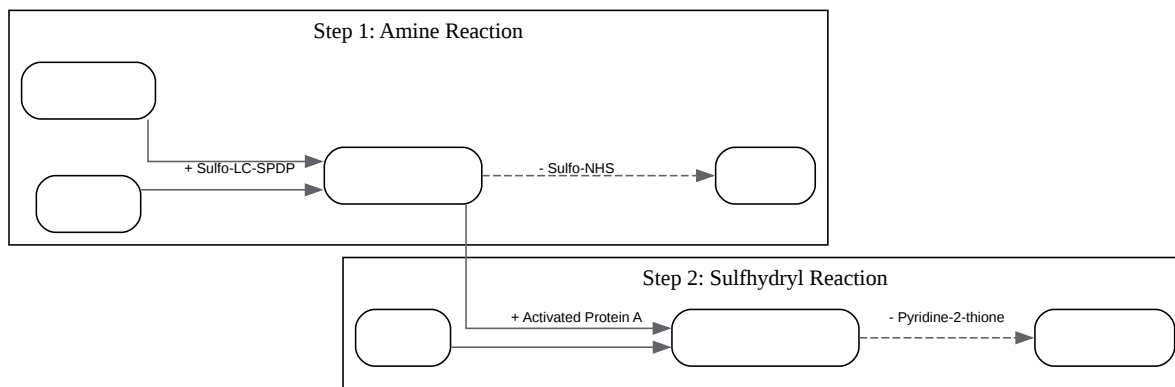 Step 1: Amine Reaction
+ Sulfo-LC-SPDP
- Sulfo-NHS
Step 2: Sulfhydryl Reaction
+ Activated Protein A
- Pyridine-2-thione